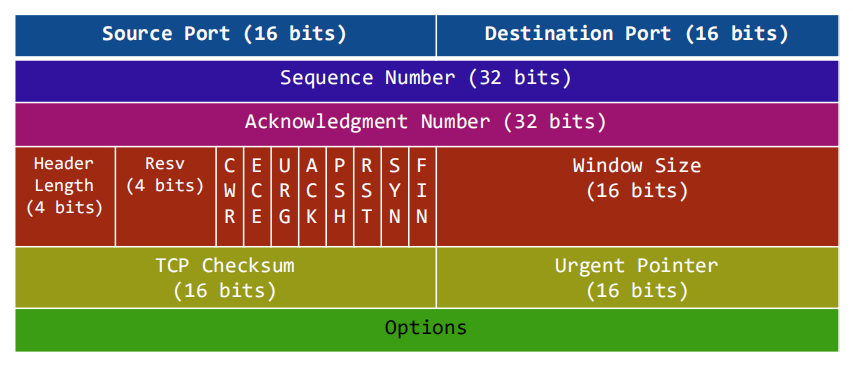 Source Port (16 bits)
Destination Port (16 bits)
Sequence Number (32 bits)
Acknowledgment Number (32 bits)
Header
Length
(4 bits)
Resv
(4 bits)
CWR
ECE
URG
ACK
PSH
RST
SYN
FIN
Window Size
(16 bits)
TCP Checksum
(16 bits)
Urgent Pointer
(16 bits)
Options